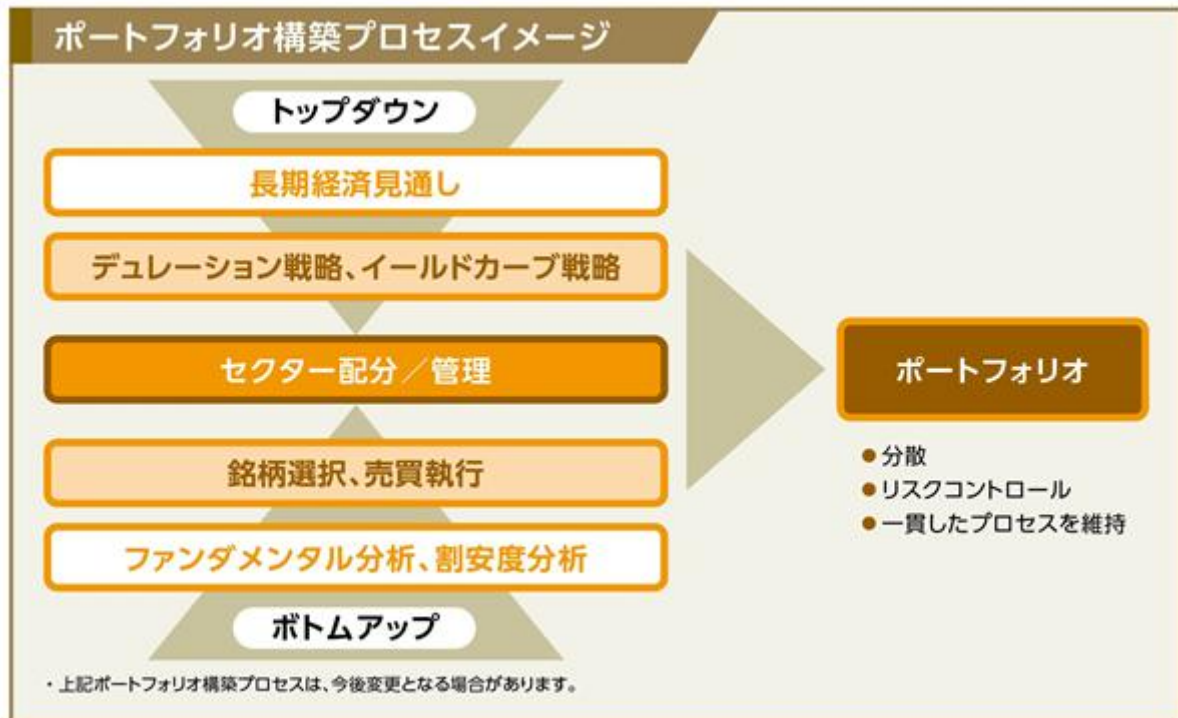 ポートフォリオ構築プロセスイメージ
トップダウン
長期経済見通し
デュレーション戦略、イールドカーブ戦略
セクター配分／管理
銘柄選択、売買執行
ファンダメンタル分析、割安度分析
ボトムアップ
ポートフォリオ
●分散
●リスクコントロール
●一貫したプロセスを維持
・上記ポートフォリオ構築プロセスは、今後変更となる場合があります。